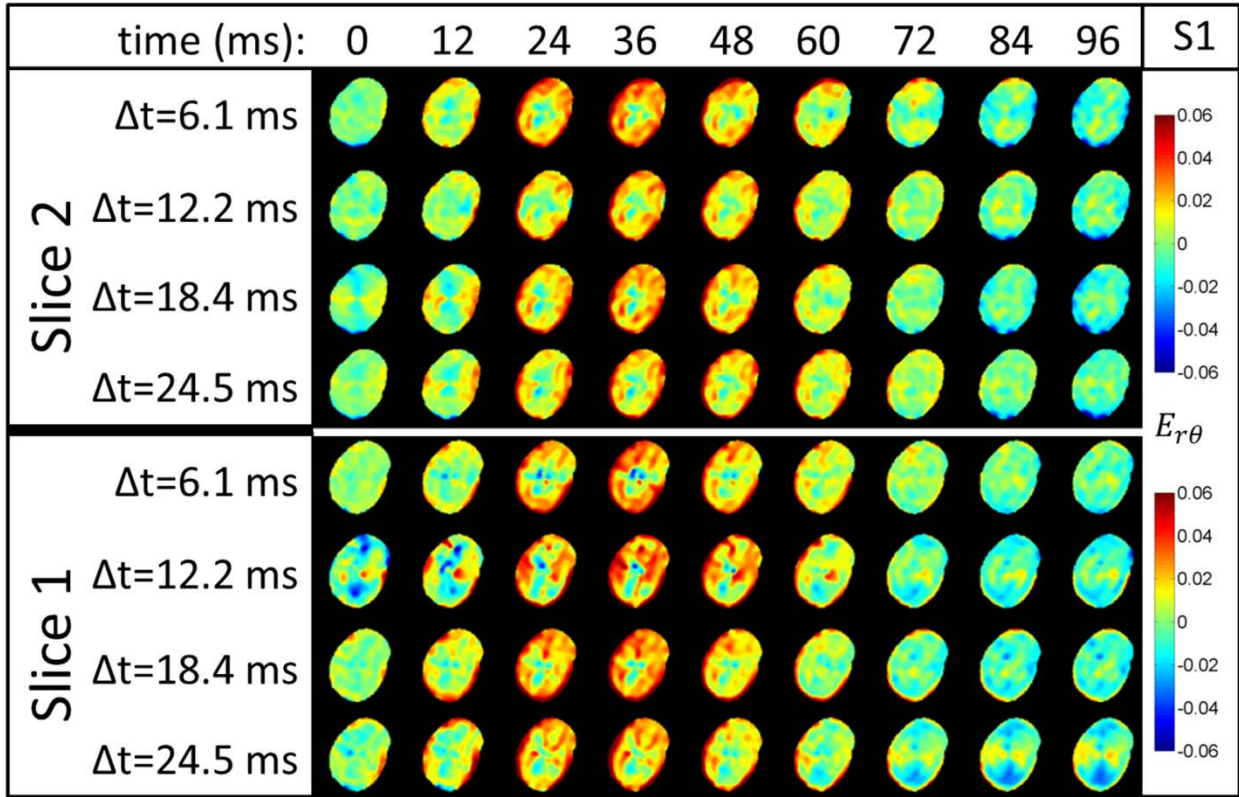 time (ms): 0 12 24 36 48 60 72 84 96 S1
Slice 2
Δt=6.1 ms
Δt=12.2 ms
Δt=18.4 ms
Δt=24.5 ms
0.06
0.04
0.02
0
-0.02
-0.04
-0.06
E_{rθ}
Slice 1
Δt=6.1 ms
Δt=12.2 ms
Δt=18.4 ms
Δt=24.5 ms
0.06
0.04
0.02
0
-0.02
-0.04
-0.06